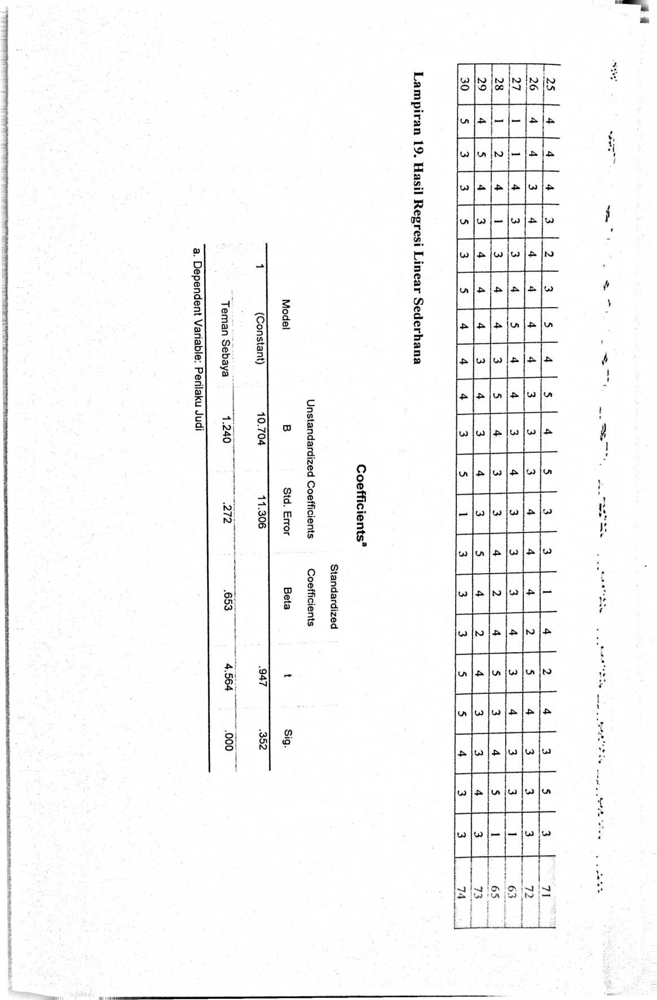 25 4 4 4 3 2 3 5 4 5 4 5 3 3 1 4 2 4 3 5 3 71
26 4 4 3 4 4 4 4 4 3 3 3 4 4 4 2 5 4 3 3 3 72
27 1 1 4 3 3 4 5 4 4 3 4 3 3 3 4 3 4 3 3 1 63
28 1 2 4 1 3 4 4 3 5 4 3 3 4 2 4 5 3 4 5 1 65
29 4 5 4 3 4 4 4 3 4 3 4 3 5 4 2 4 3 3 4 3 73
30 5 3 3 5 3 5 4 4 4 3 5 1 3 3 3 5 5 4 3 3 74
Lampiran 19. Hasil Regresi Linear Sederhana
Coefficientsª
Standardized
Unstandardized Coefficients Coefficients
Model B Std. Error Beta t Sig.
1 (Constant) 10.704 11.306 .947 .352
Teman Sebaya 1.240 .272 .653 4.564 .000
a. Dependent Variable: Perilaku Judi